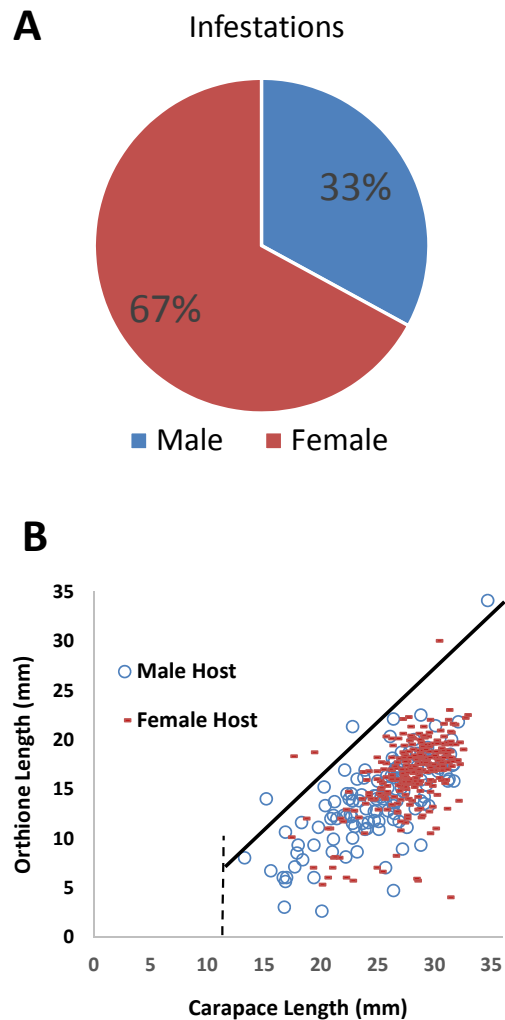 A
Infestations
33%
67%
Male Female
B
35
30
25
20
15
10
5
0
Orthione Length (mm)
Male Host
Female Host
0 5 10 15 20 25 30 35
Carapace Length (mm)